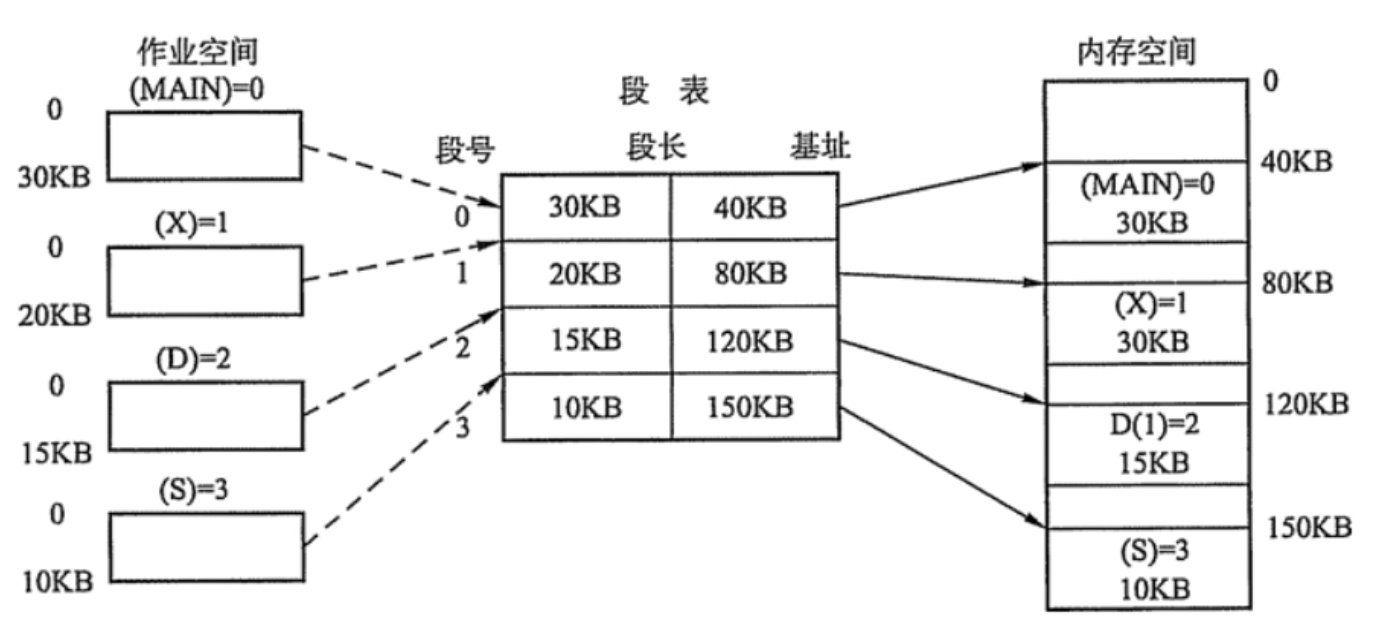 作业空间
(MAIN)=0
0
30KB
(X)=1
0
20KB
(D)=2
0
15KB
(S)=3
0
10KB
段 表
段号 段长 基址
0 30KB 40KB
1 20KB 80KB
2 15KB 120KB
3 10KB 150KB
内存空间
0
40KB
(MAIN)=0
30KB
80KB
(X)=1
30KB
120KB
D(1)=2
15KB
150KB
(S)=3
10KB